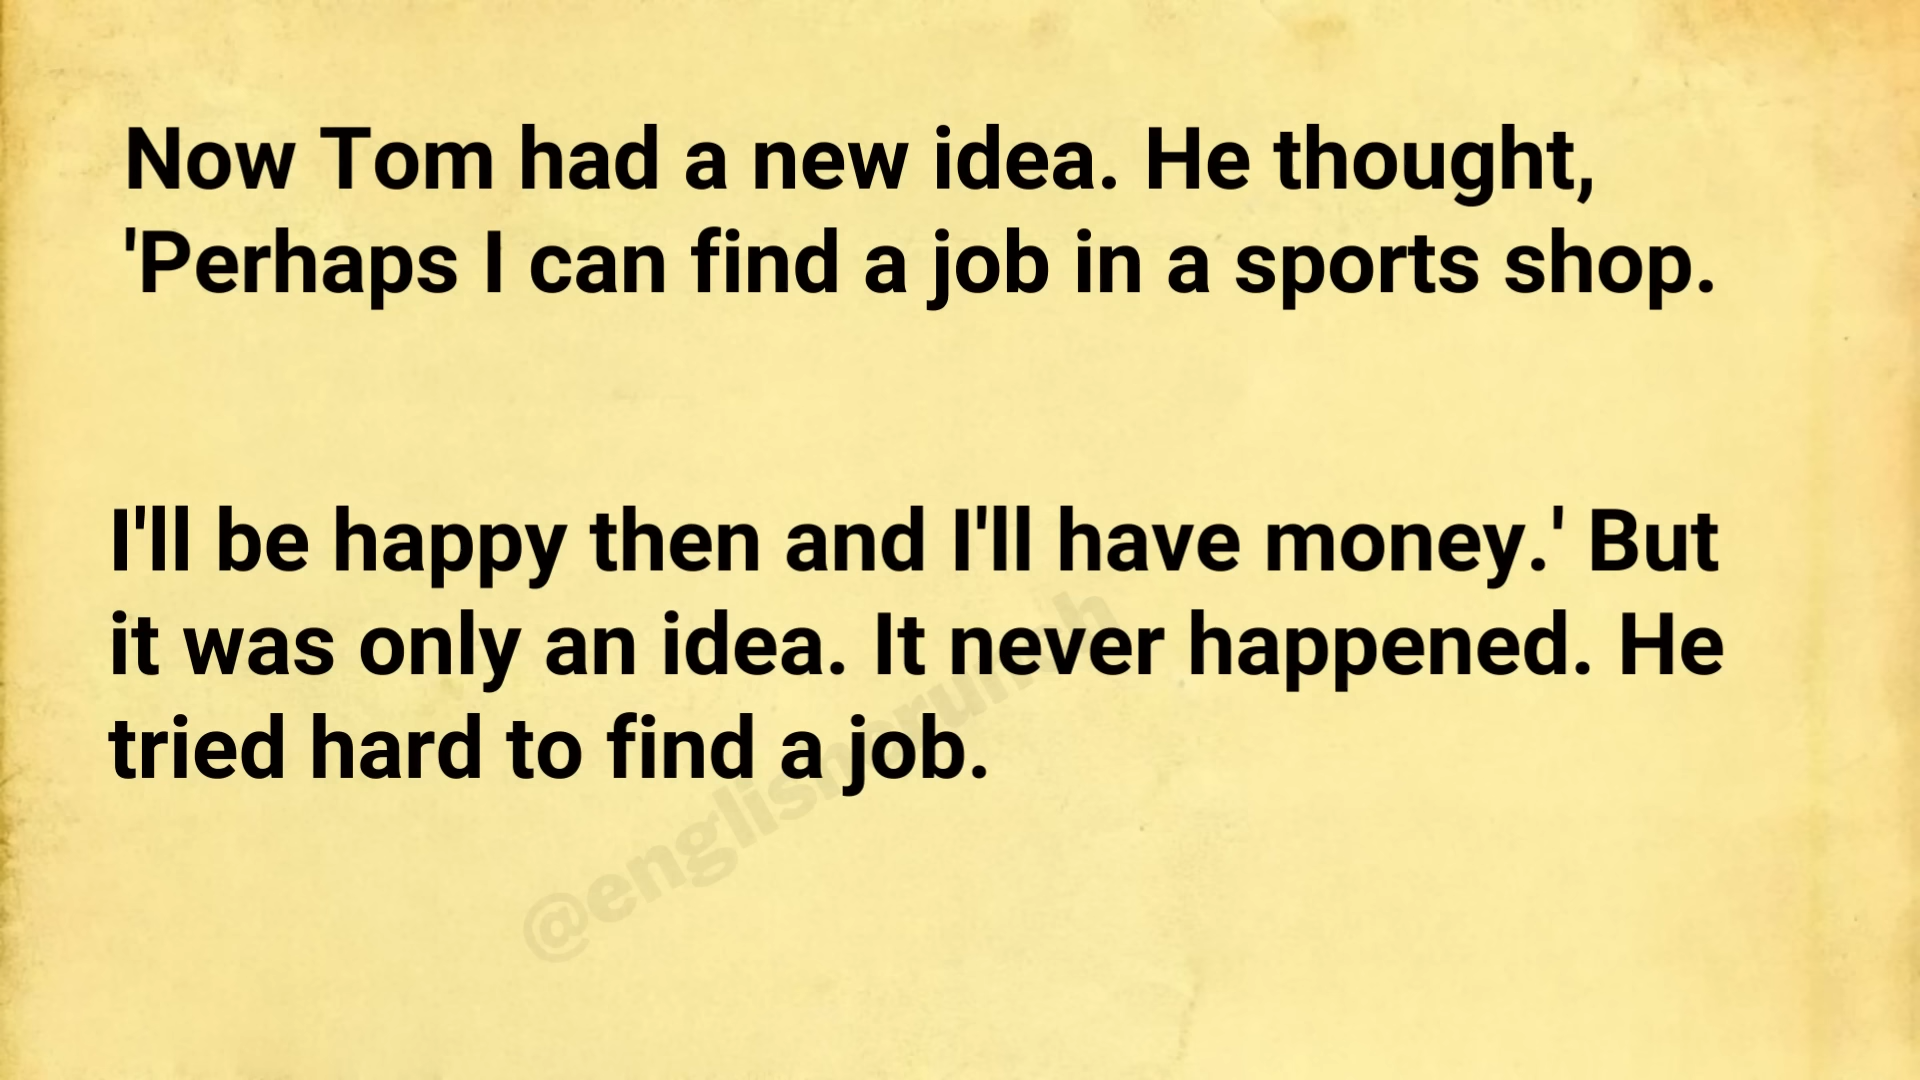 Now Tom had a new idea. He thought,
'Perhaps I can find a job in a sports shop.
I'll be happy then and I'll have money.' But
it was only an idea. It never happened. He
tried hard to find a job.